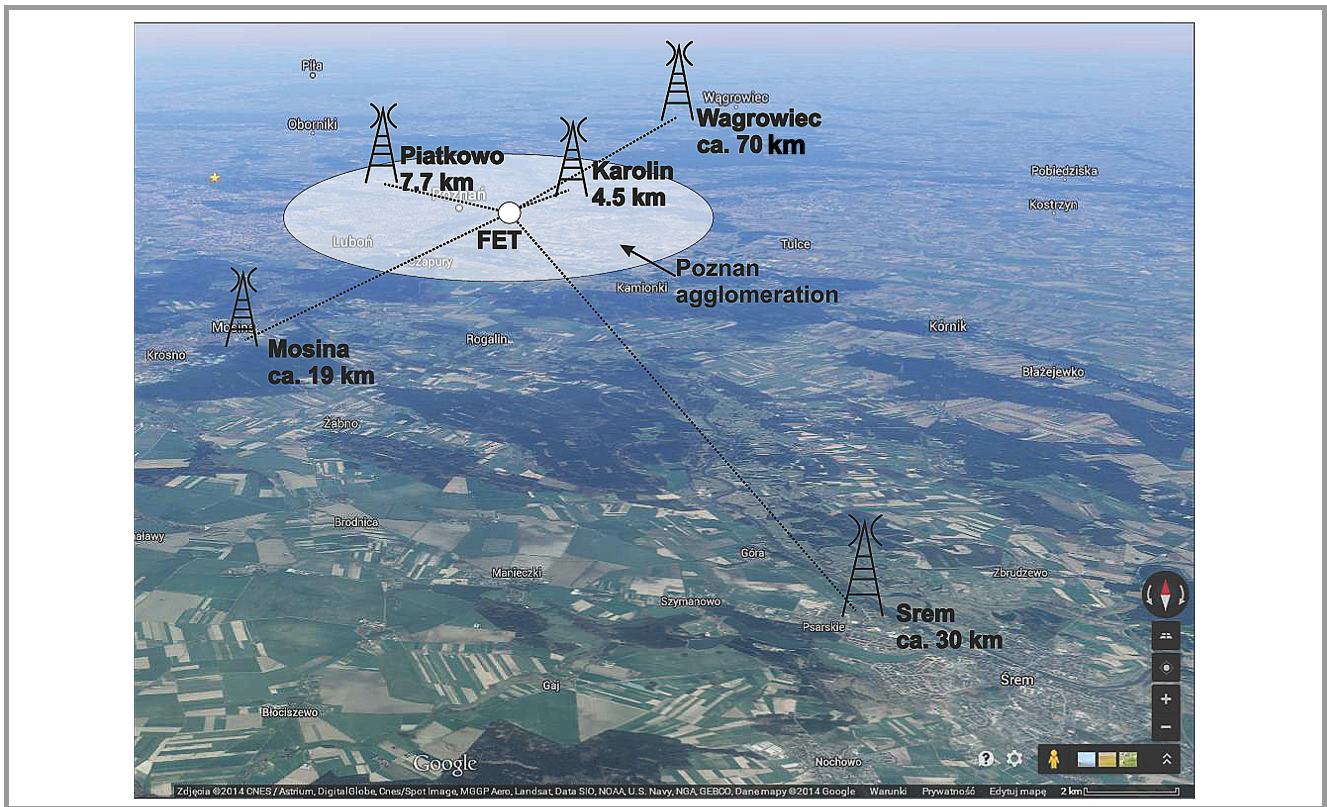 Piła
Wągrowiec
Wagrowiec
ca. 70 km
Oborniki
Piatkowo
7,7 km
Poznań
Karolin
4.5 km
Pobiedziska
Kostrzyn
FET
Luboń
Czapury
Tulce
Poznan
agglomeration
Kamionki
Mosina
Krosno
Mosina
ca. 19 km
Rogalin
Kórnik
Błażejewko
Żabno
Brodnica
Góra
Manieczki
Zbrudzewo
Szymanowo
Psarskie
Srem
ca. 30 km
Śrem
Gaj
Błociszewo
Nochowo
Google
Zdjęcia ©2014 CNES / Astrium, DigitalGlobe, Cnes/Spot Image, MGGP Aero, Landsat, Data SIO, NOAA, U.S. Navy, NGA, GEBCO, Dane mapy ©2014 Google Warunki Prywatność Edytuj mapę 2 km